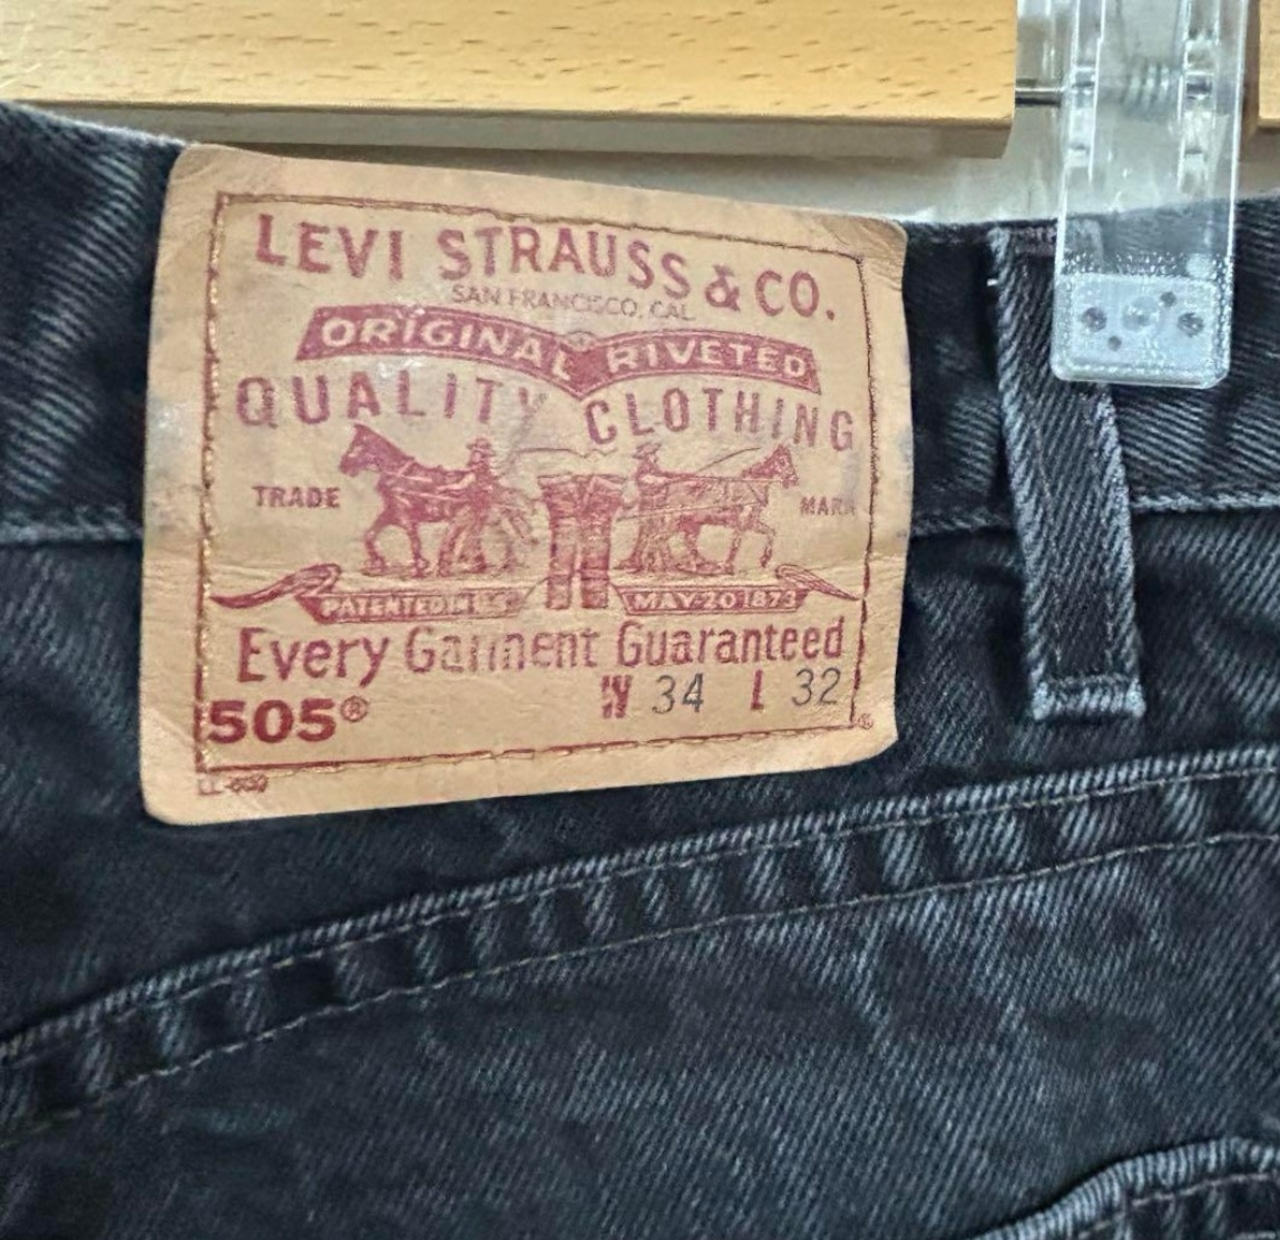 LEVI STRAUSS & CO.
SAN FRANCISCO, CAL
ORIGINAL RIVETED
QUALITY CLOTHING
TRADE MARK
PATENTED IN U.S. MAY 20 1873
Every Garment Guaranteed
505® W 34 L 32
®